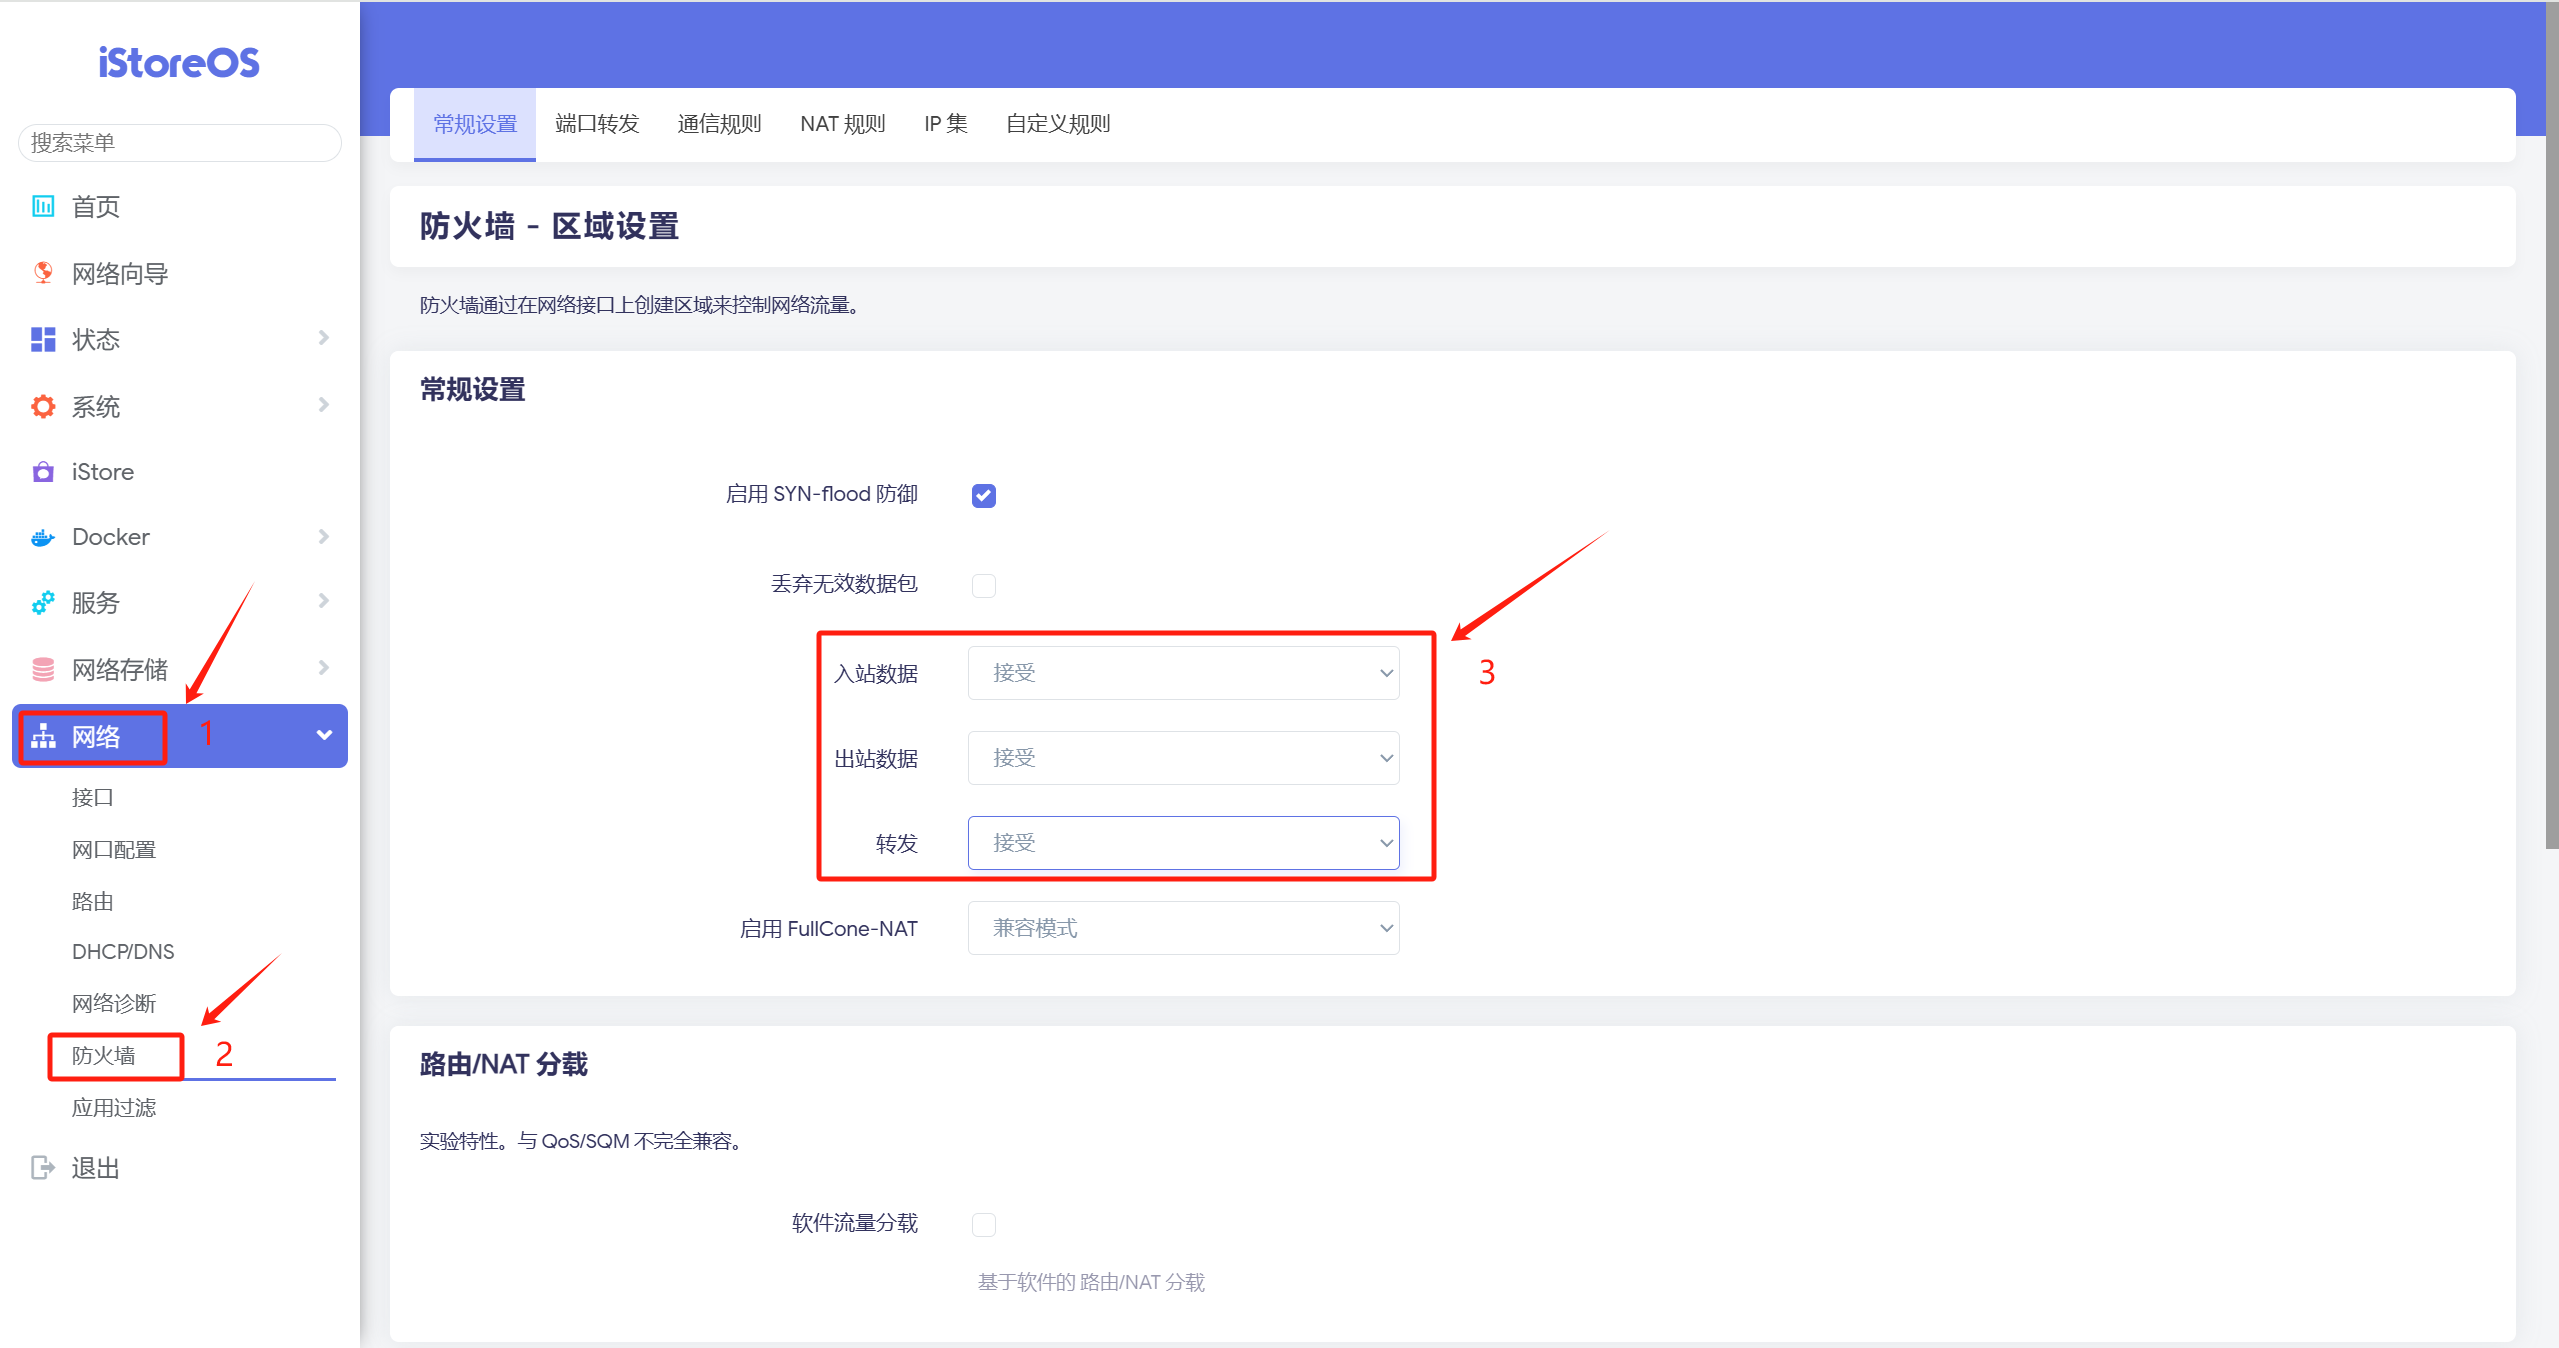 iStoreOS
搜索菜单
首页
网络向导
状态
系统
iStore
Docker
服务
网络存储
网络
1
接口
网口配置
路由
DHCP/DNS
网络诊断
防火墙
2
应用过滤
退出
常规设置 端口转发 通信规则 NAT 规则 IP 集 自定义规则
防火墙 - 区域设置
防火墙通过在网络接口上创建区域来控制网络流量。
常规设置
启用 SYN-flood 防御
丢弃无效数据包
入站数据 接受
3
出站数据 接受
转发 接受
启用 FullCone-NAT 兼容模式
路由/NAT 分载
实验特性。与 QoS/SQM 不完全兼容。
软件流量分载
基于软件的 路由/NAT 分载